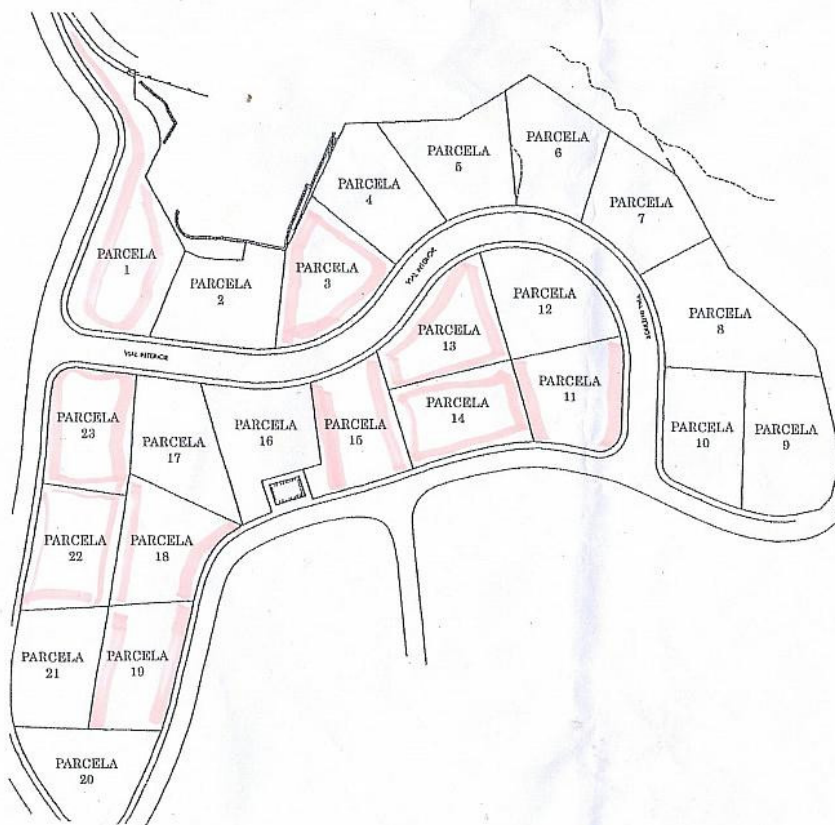 PARCELA
1
PARCELA
2
PARCELA
3
PARCELA
4
PARCELA
5
PARCELA
6
PARCELA
7
PARCELA
8
PARCELA
9
PARCELA
10
PARCELA
11
PARCELA
12
PARCELA
13
PARCELA
14
PARCELA
15
PARCELA
16
PARCELA
17
PARCELA
18
PARCELA
19
PARCELA
20
PARCELA
21
PARCELA
22
PARCELA
23
VIAL INTERIOR
VIAL INTERIOR
VIAL INTERIOR